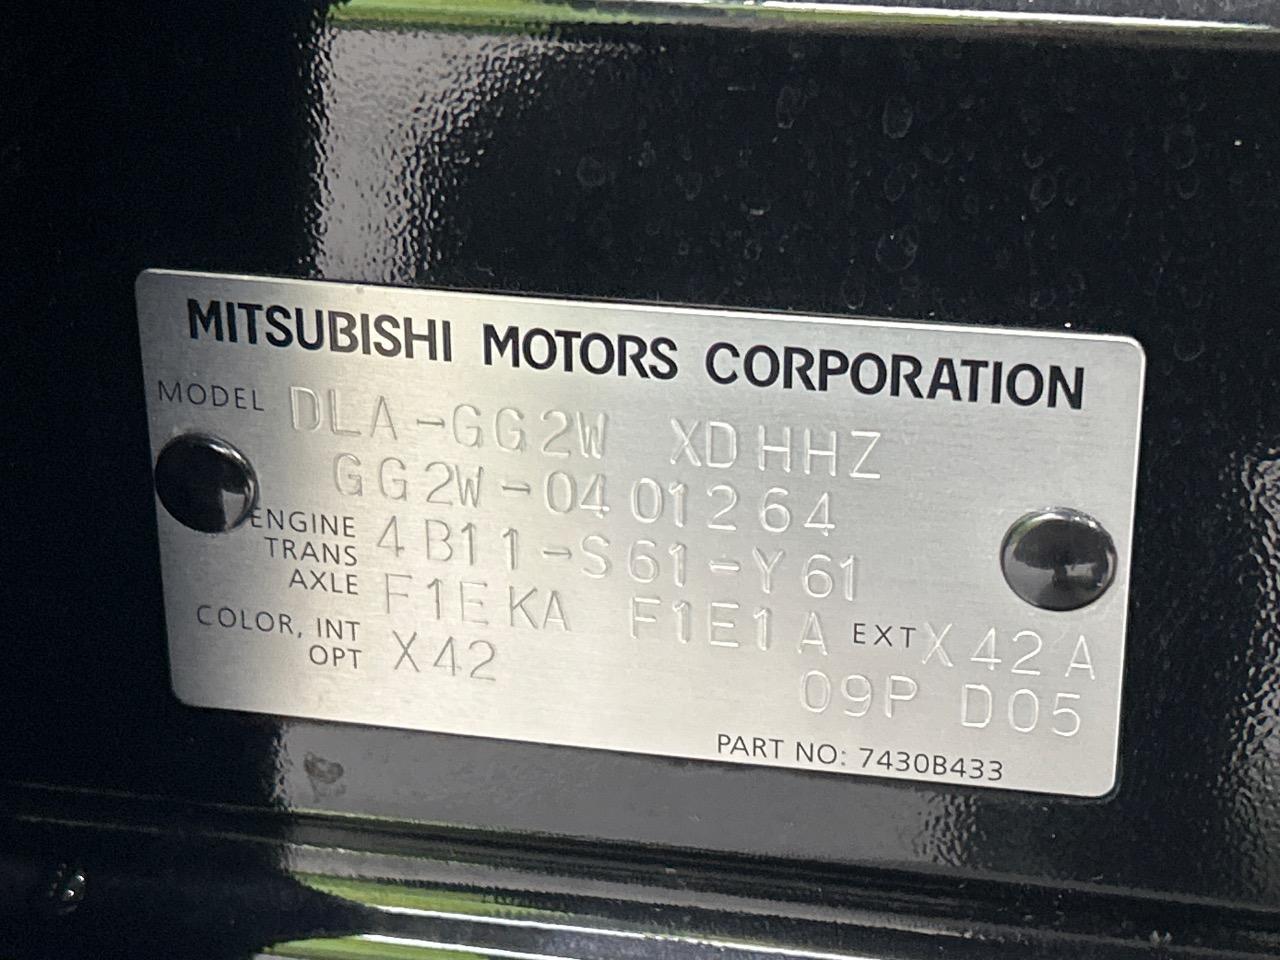 MITSUBISHI MOTORS CORPORATION
MODEL DLA-GG2W XDHHZ
GG2W-0401264
ENGINE 4B11-S61-Y61
TRANS
AXLE F1EKA F1E1A EXT X42A
COLOR, INT
OPT X42 09P D05
PART NO: 7430B433